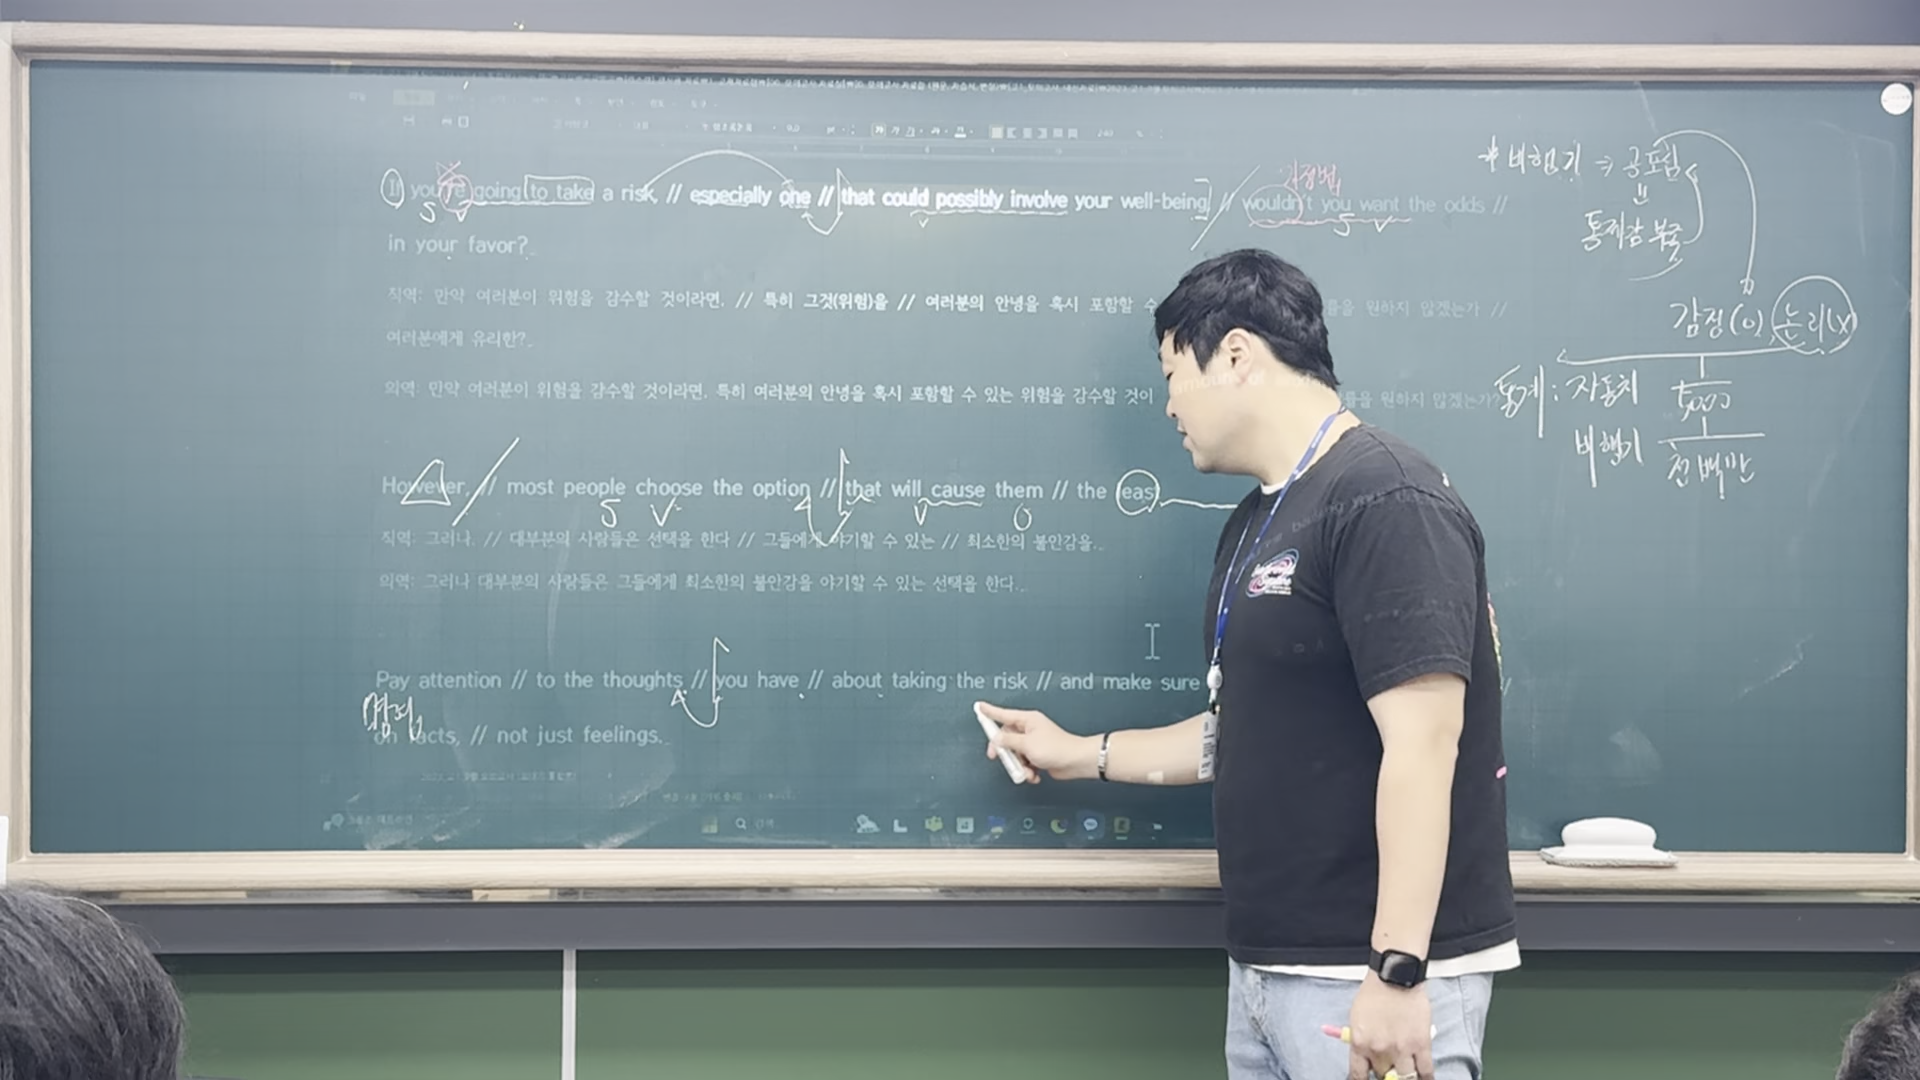 If you're going to take a risk, // especially one // that could possibly involve your well-being, // wouldn't you want the odds //
in your favor?
직역: 만약 여러분이 위험을 감수할 것이라면, // 특히 그것(위험)을 // 여러분의 안녕을 혹시 포함할 수 원하지 않겠는가 //
여러분에게 유리한?
의역: 만약 여러분이 위험을 감수할 것이라면, 특히 여러분의 안녕을 혹시 포함할 수 있는 위험을 감수할 것이 원하지 않겠는가?
However, // most people choose the option // that will cause them // the least
직역: 그러나, // 대부분의 사람들은 선택을 한다 // 그들에게 야기할 수 있는 // 최소한의 불안감을.
의역: 그러나 대부분의 사람들은 그들에게 최소한의 불안감을 야기할 수 있는 선택을 한다.
Pay attention // to the thoughts // you have // about taking the risk // and make sure
on facts, // not just feelings.
S V V 가정법 S V
S V V O
* 비행기 ⇒ 공포심
통제감 부족
감정(O), 논리(X)
통계: 자동차 5000
비행기 천백만